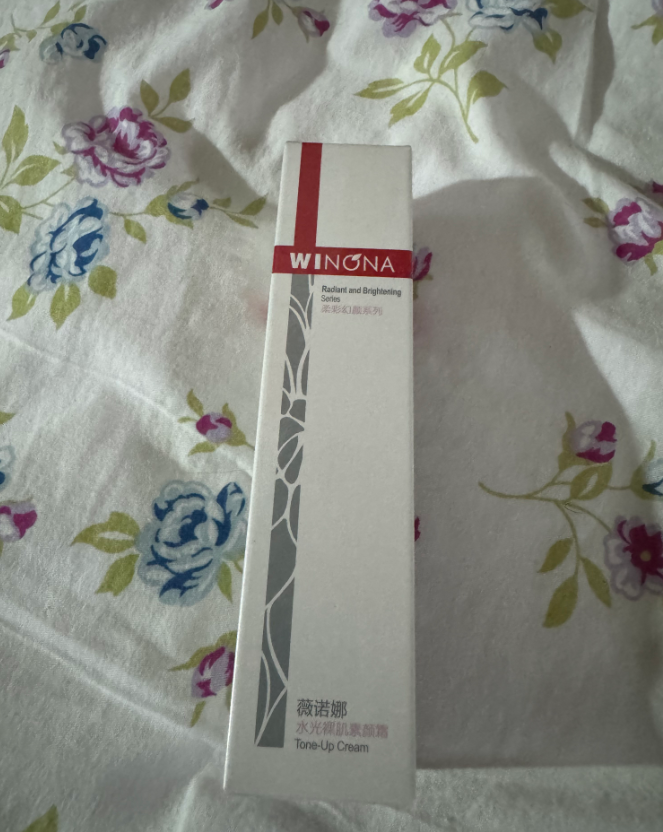 WINONA
Radiant and Brightening
Series
柔彩幻颜系列
薇诺娜
水光裸肌素颜霜
Tone-Up Cream